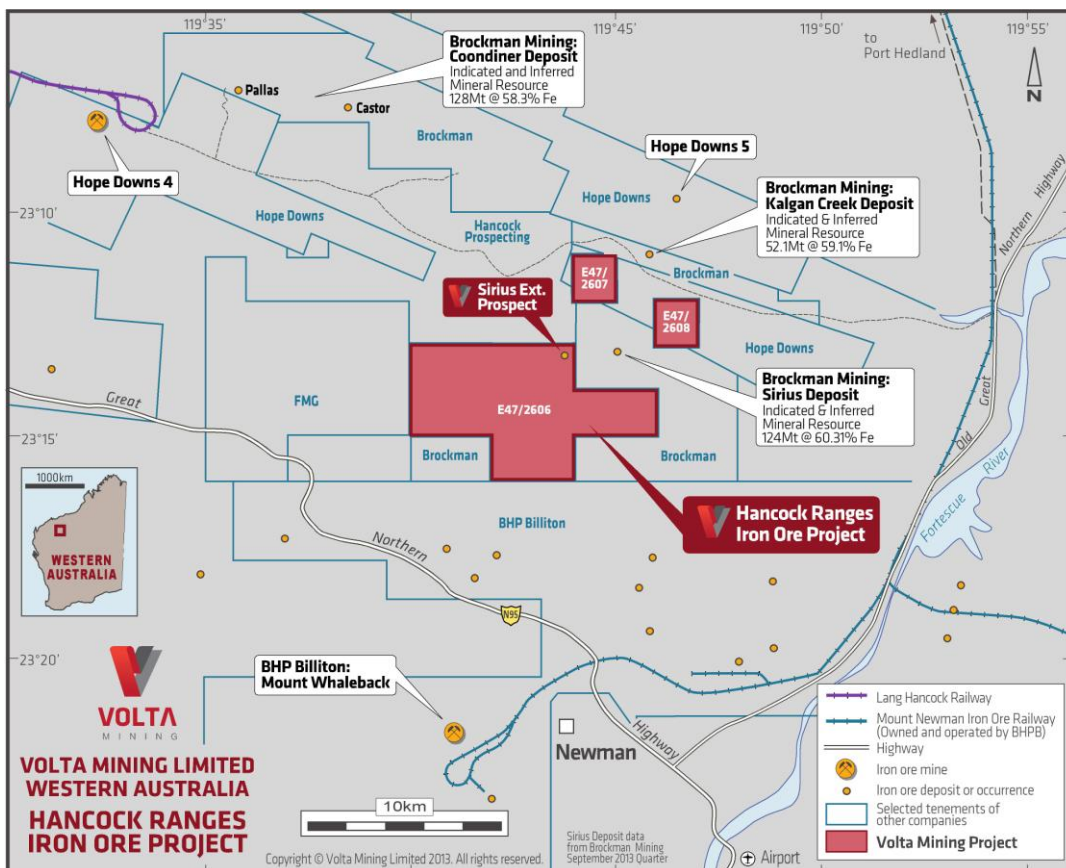 119°35'
119°45'
119°50'
119°55'
to
Port Hedland
N
Brockman Mining:
Coondiner Deposit
Indicated and Inferred
Mineral Resource
128Mt @ 58.3% Fe
Pallas
Castor
Brockman
Hope Downs 4
Hope Downs 5
Hope Downs
Hope Downs
Hancock
Prospecting
Brockman Mining:
Kalgan Creek Deposit
Indicated & Inferred
Mineral Resource
52.1Mt @ 59.1% Fe
Northern
Highway
23°10'
Brockman
E47/
2607
Sirius Ext.
Prospect
E47/
2608
Hope Downs
Brockman Mining:
Sirius Deposit
Indicated & Inferred
Mineral Resource
124Mt @ 60.31% Fe
Great
FMG
E47/2606
Great
Old
23°15'
Brockman
Brockman
Hancock Ranges
Iron Ore Project
Fortescue
River
1000km
WESTERN
AUSTRALIA
BHP Billiton
Northern
N95
23°20'
BHP Billiton:
Mount Whaleback
Newman
Highway
VOLTA
MINING
VOLTA MINING LIMITED
WESTERN AUSTRALIA
HANCOCK RANGES
IRON ORE PROJECT
10km
Copyright © Volta Mining Limited 2013. All rights reserved.
Sirius Deposit data
from Brockman Mining
September 2013 Quarter
Airport
Lang Hancock Railway
Mount Newman Iron Ore Railway
(Owned and operated by BHPB)
Highway
Iron ore mine
Iron ore deposit or occurrence
Selected tenements of
other companies
Volta Mining Project